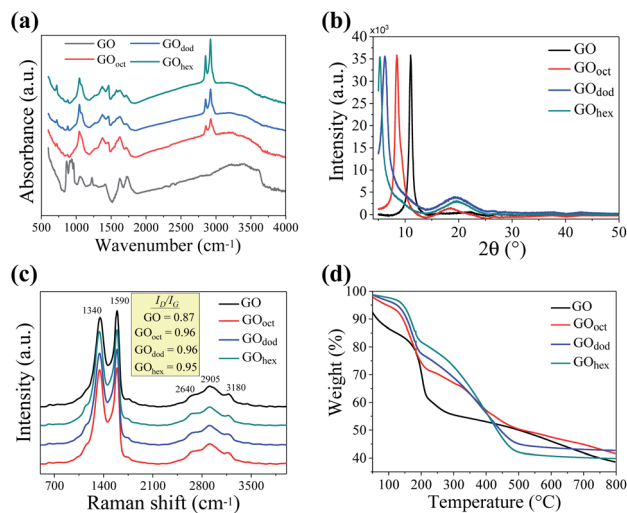 (a)
GO
GOoct
GOdod
GOhex
Absorbance (a.u.)
500 1000 1500 2000 2500 3000 3500 4000
Wavenumber (cm-1)
(b)
×10³
40
35
30
25
20
15
10
5
0
GO
GOoct
GOdod
GOhex
Intensity (a.u.)
10 20 30 40 50
2θ (°)
(c)
1340
1590
ID/IG
GO = 0.87
GOoct = 0.96
GOdod = 0.96
GOhex = 0.95
GO
GOoct
GOdod
GOhex
2640
2905
3180
Intensity (a.u.)
700 1400 2100 2800 3500
Raman shift (cm-1)
(d)
100
90
80
70
60
50
40
30
GO
GOoct
GOdod
GOhex
Weight (%)
100 200 300 400 500 600 700 800
Temperature (°C)